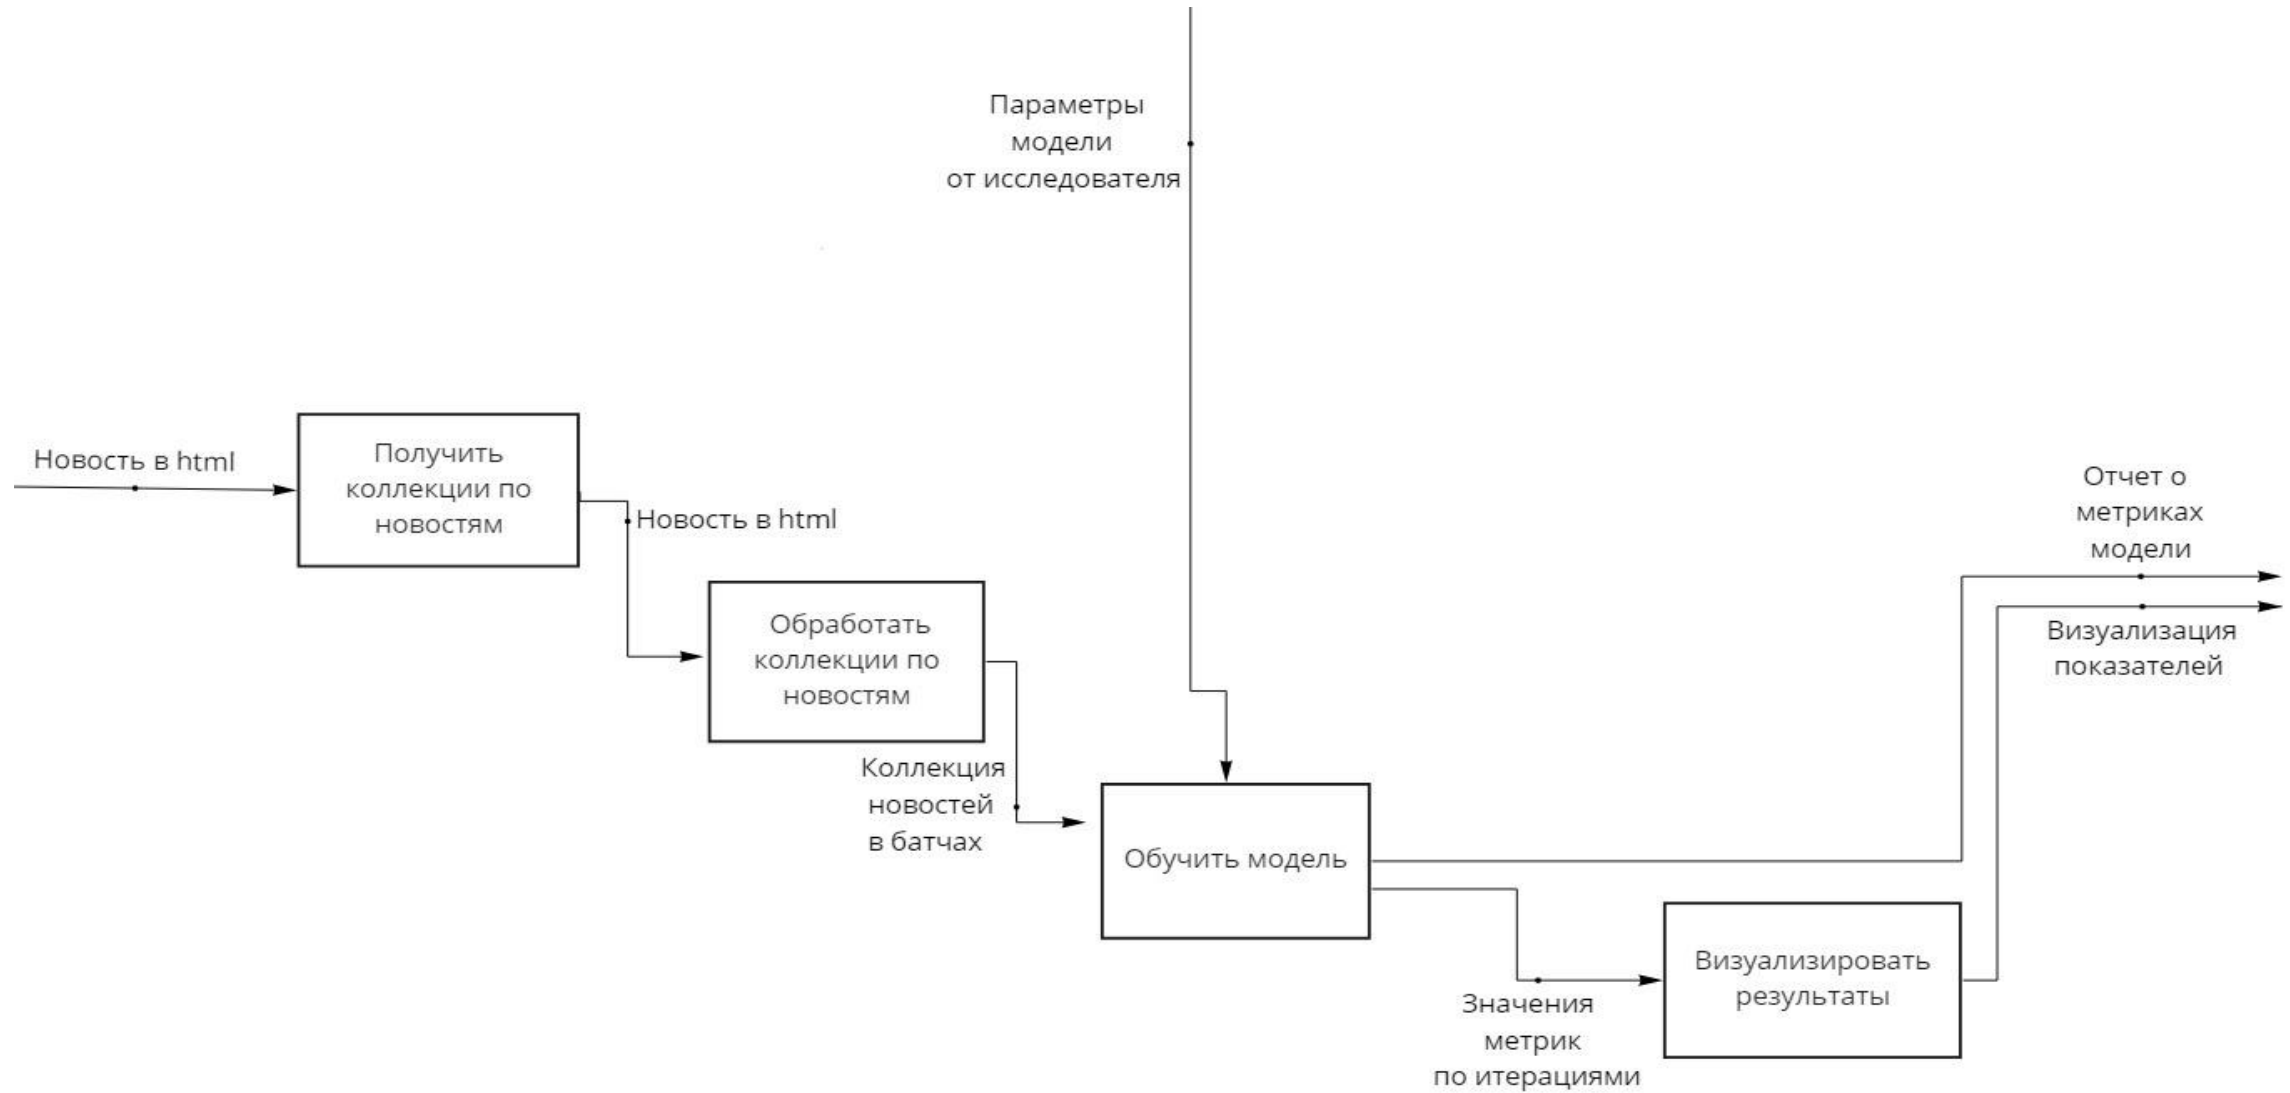 Параметры
модели
от исследователя
Новость в html
Получить
коллекции по
новостям
Новость в html
Обработать
коллекции по
новостям
Коллекция
новостей
в батчах
Обучить модель
Отчет о
метриках
модели
Визуализация
показателей
Визуализировать
результаты
Значения
метрик
по итерациями